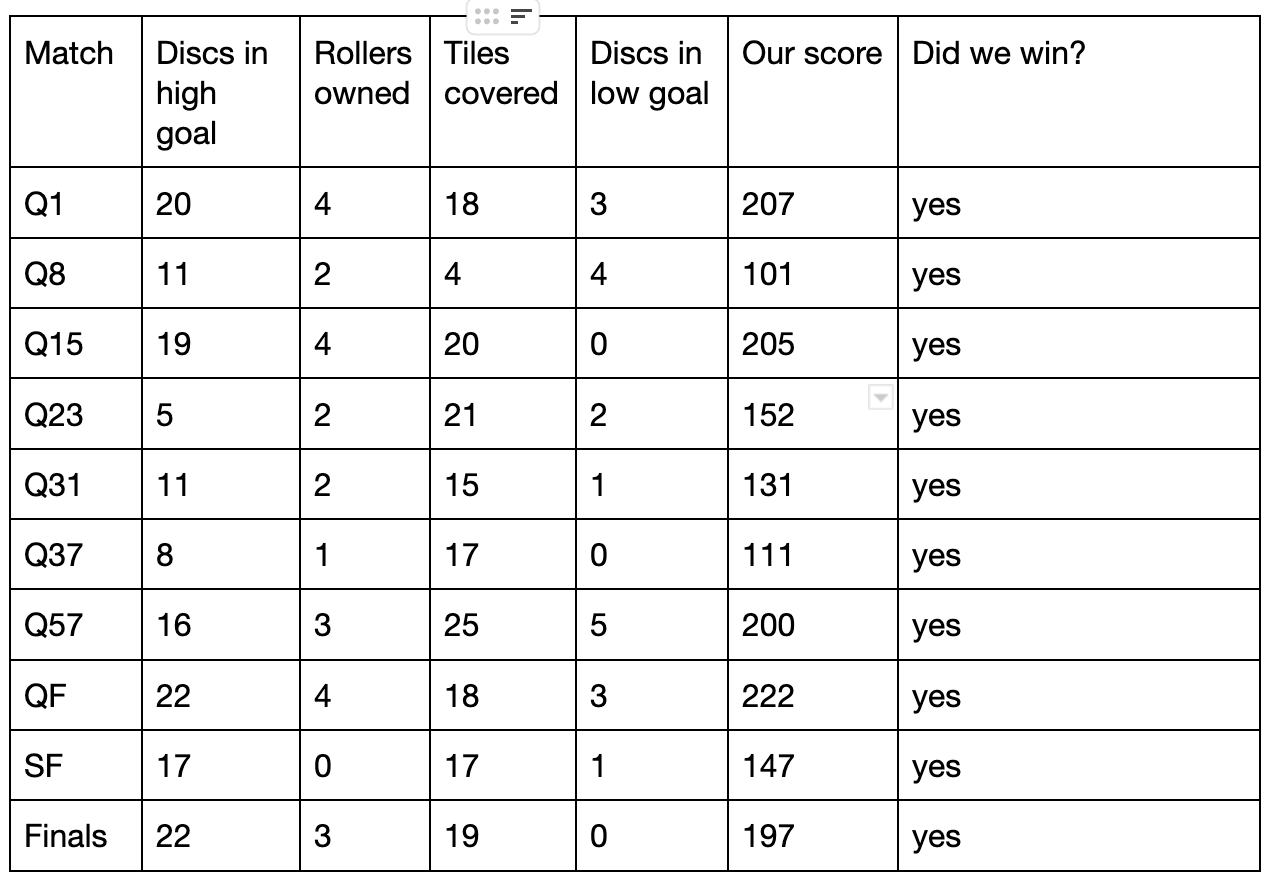 Match Discs in high goal Rollers owned Tiles covered Discs in low goal Our score Did we win?
Q1 20 4 18 3 207 yes
Q8 11 2 4 4 101 yes
Q15 19 4 20 0 205 yes
Q23 5 2 21 2 152 yes
Q31 11 2 15 1 131 yes
Q37 8 1 17 0 111 yes
Q57 16 3 25 5 200 yes
QF 22 4 18 3 222 yes
SF 17 0 17 1 147 yes
Finals 22 3 19 0 197 yes